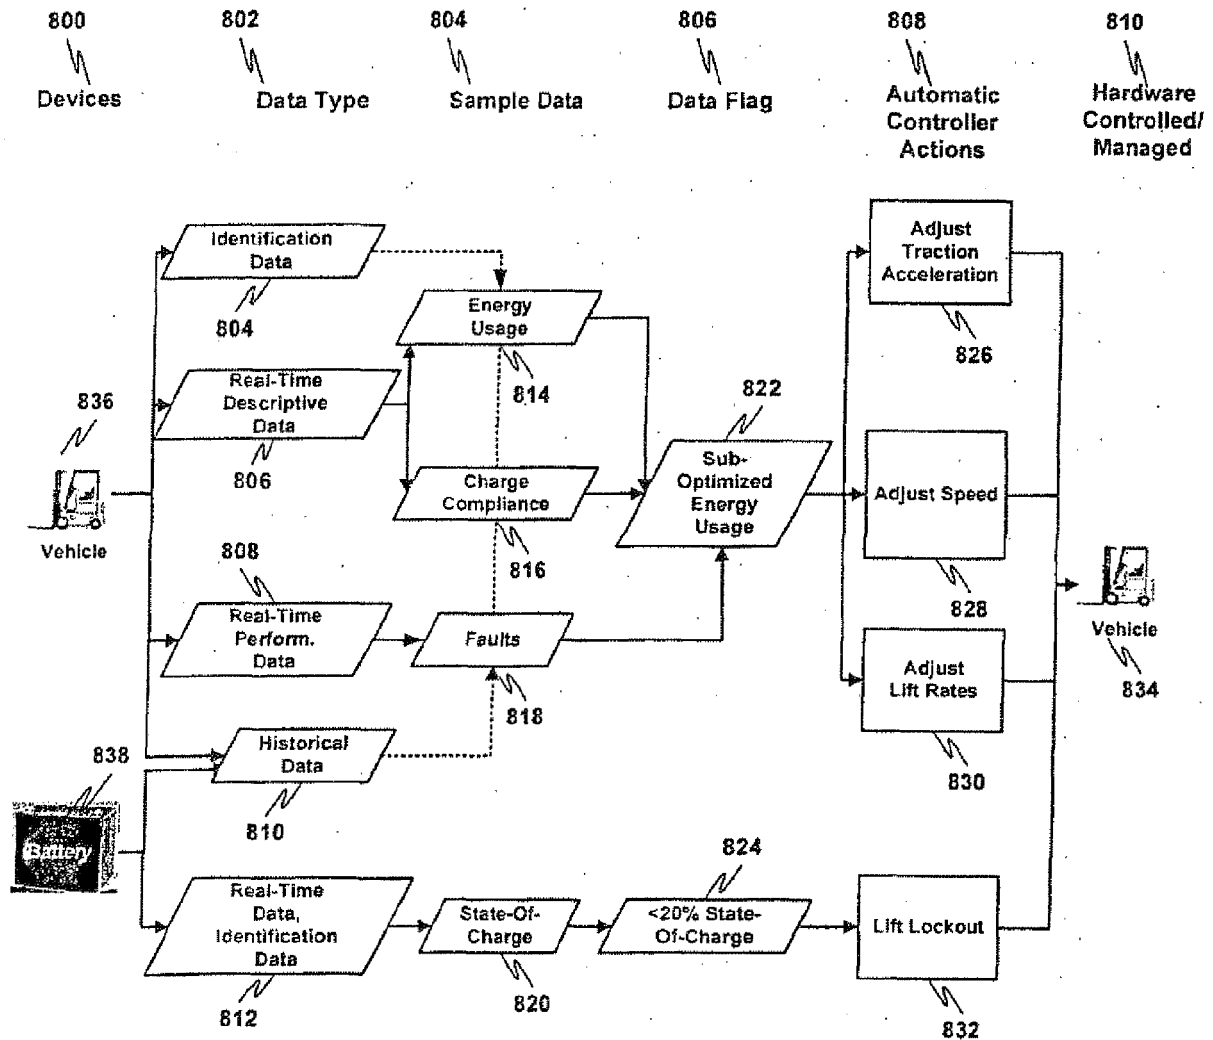 800
802
804
806
808
810
Devices
Data Type
Sample Data
Data Flag
Automatic
Controller
Actions
Hardware
Controlled/
Managed
Identification
Data
804
Energy
Usage
814
Adjust
Traction
Acceleration
826
836
Vehicle
Real-Time
Descriptive
Data
806
Charge
Compliance
816
822
Sub-
Optimized
Energy
Usage
Adjust Speed
828
808
Real-Time
Perform.
Data
Faults
818
Adjust
Lift Rates
830
Vehicle
834
838
Battery
Historical
Data
810
Real-Time
Data,
Identification
Data
812
State-Of-
Charge
820
824
<20% State-
Of-Charge
Lift Lockout
832